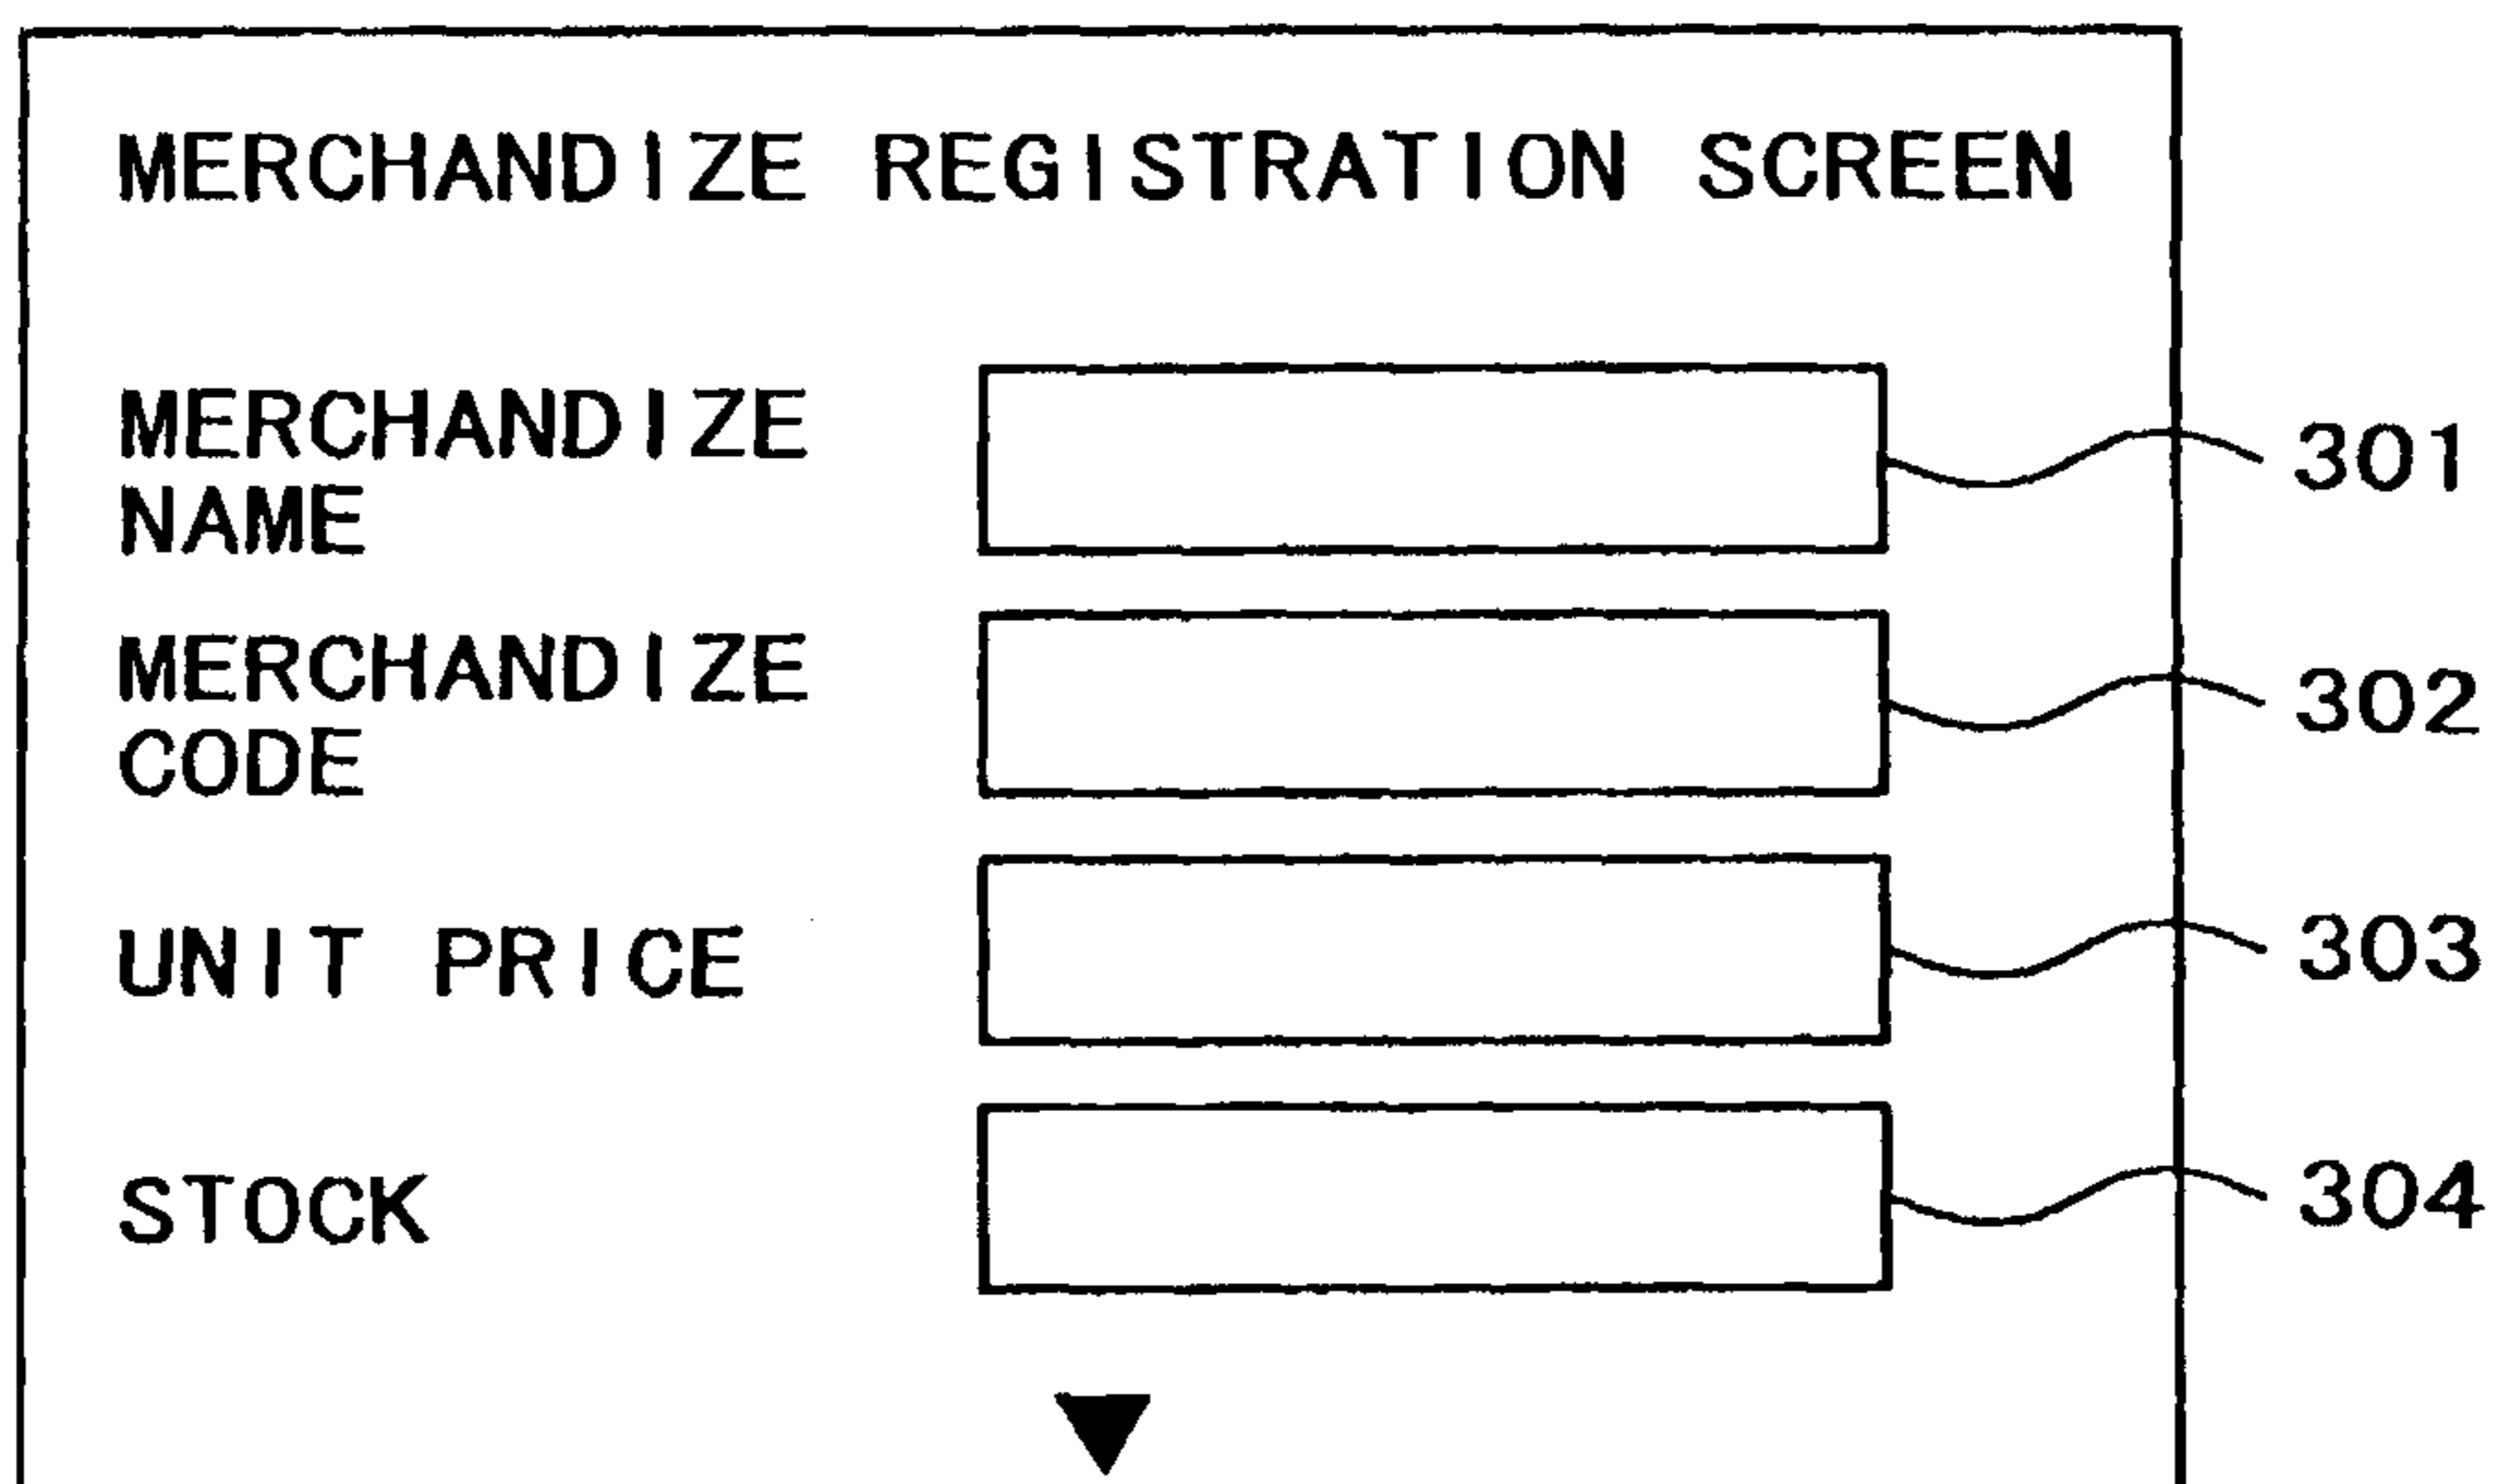 MERCHANDIZE REGISTRATION SCREEN
MERCHANDIZE
NAME
301
MERCHANDIZE
CODE
302
UNIT PRICE
303
STOCK
304